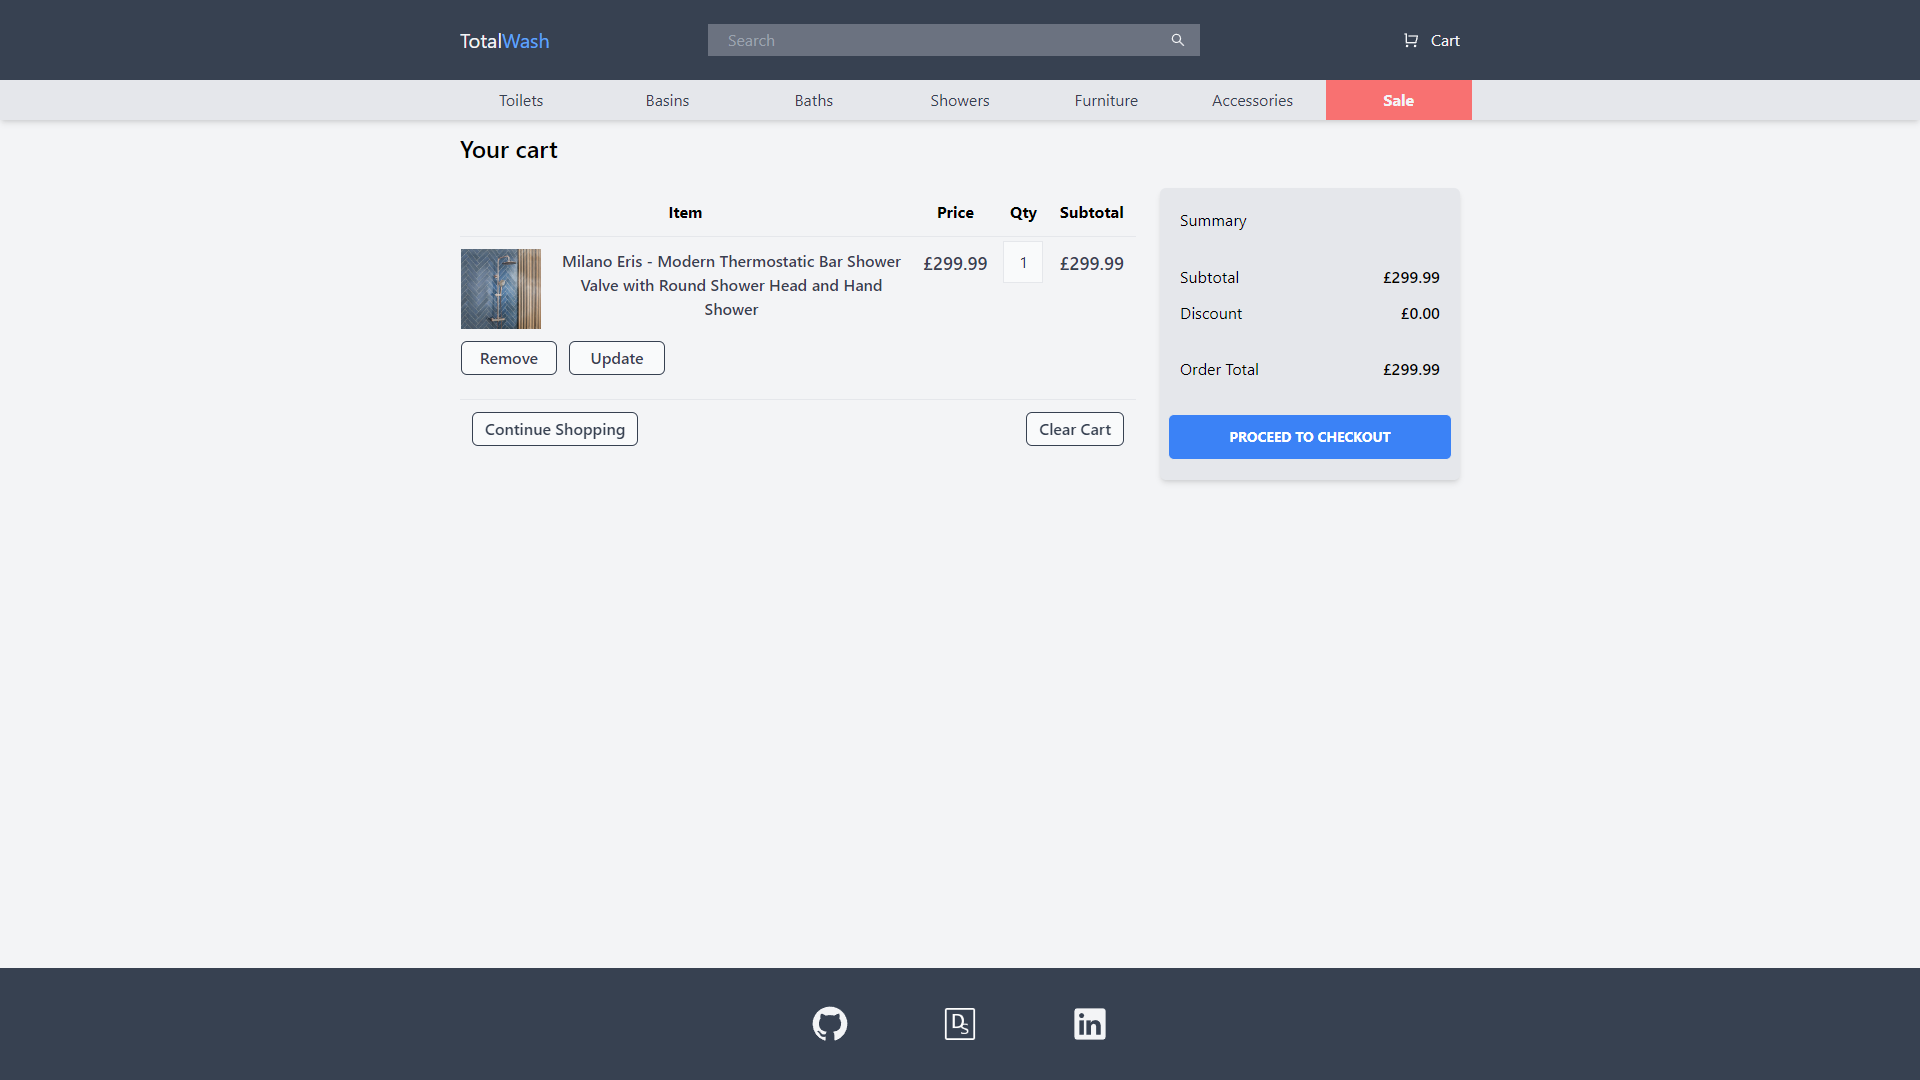 TotalWash
Search
Cart
Toilets
Basins
Baths
Showers
Furniture
Accessories
Sale
Your cart
Item
Price
Qty
Subtotal
Milano Eris - Modern Thermostatic Bar Shower
Valve with Round Shower Head and Hand
Shower
£299.99
1
£299.99
Remove
Update
Continue Shopping
Clear Cart
Summary
Subtotal £299.99
Discount £0.00
Order Total £299.99
PROCEED TO CHECKOUT
DS
in